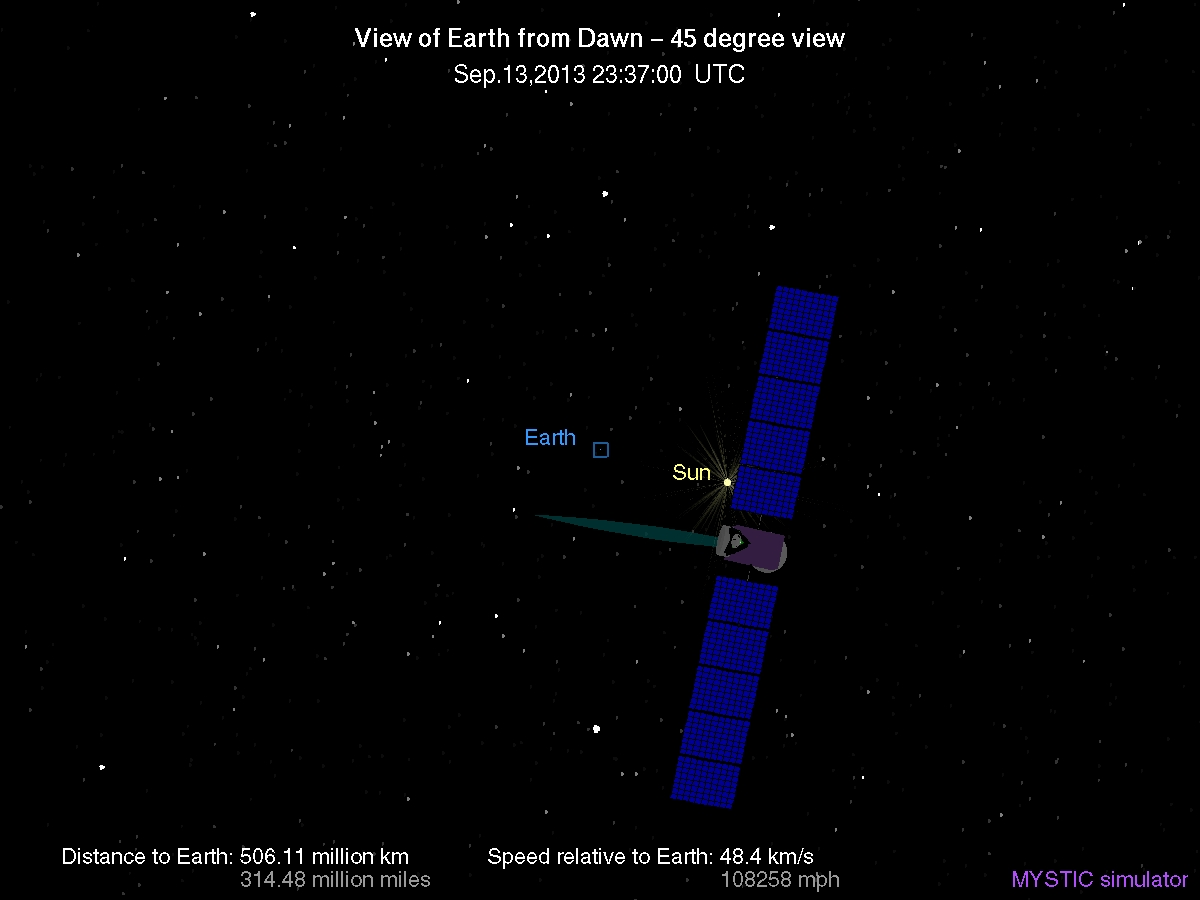 View of Earth from Dawn – 45 degree view
Sep.13,2013 23:37:00 UTC
Earth
Sun
Distance to Earth: 506.11 million km
314.48 million miles
Speed relative to Earth: 48.4 km/s
108258 mph
MYSTIC simulator